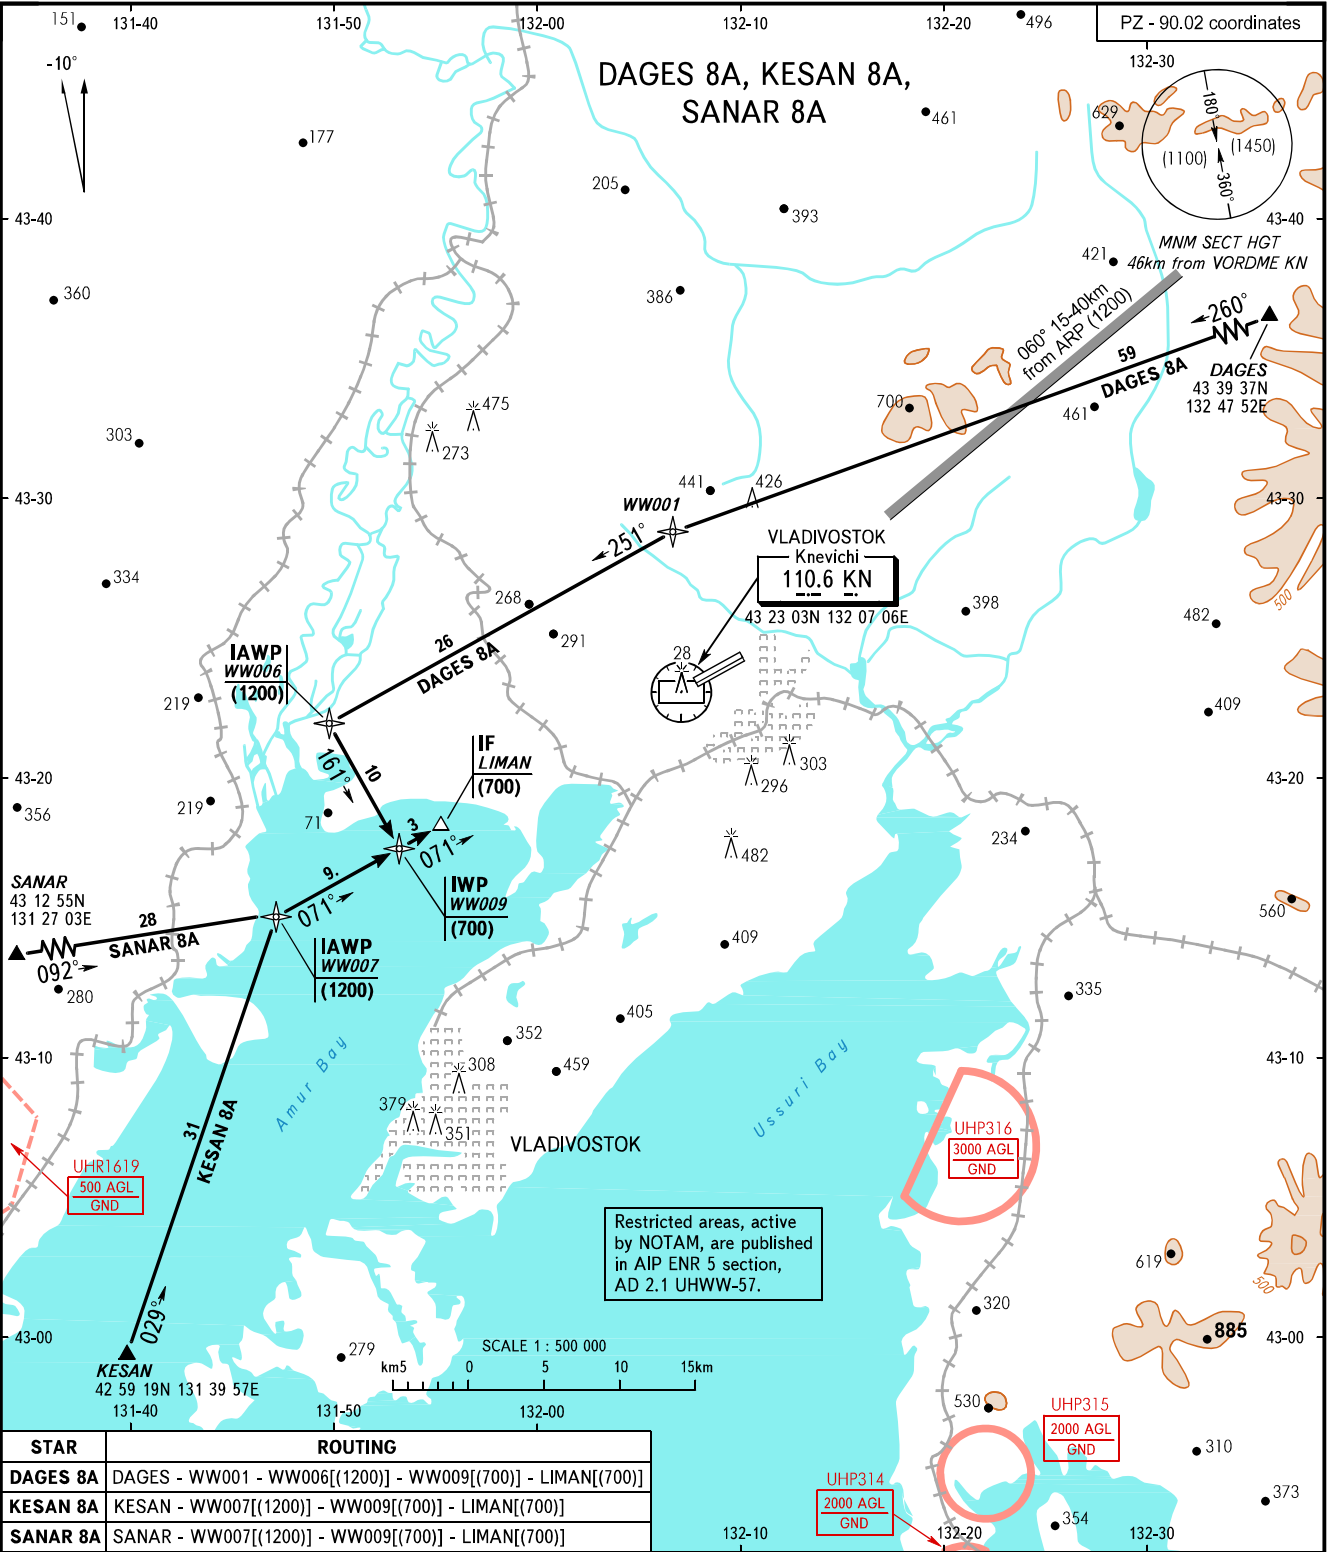 151
131-40
131-50
132-00
132-10
132-20
496
PZ - 90.02 coordinates
132-30
-10°
DAGES 8A, KESAN 8A,
SANAR 8A
177
461
629
180°
(1100)
(1450)
360°
205
393
43-40
43-40
MNM SECT HGT
46km from VORDME KN
421
360
386
060° 15-40km
from ARP (1200)
260°
59
DAGES 8A
DAGES
43 39 37N
132 47 52E
700
461
475
273
303
43-30
43-30
441
426
WW001
251°
VLADIVOSTOK
Knevichi
110.6 KN
43 23 03N 132 07 06E
334
268
291
398
500
482
26
DAGES 8A
IAWP
WW006
(1200)
28
219
409
161°
10
IF
LIMAN
(700)
303
296
43-20
43-20
356
219
71
3
071°
482
234
SANAR
43 12 55N
131 27 03E
9.
071°
IWP
WW009
(700)
560
28
SANAR 8A
092°
IAWP
WW007
(1200)
409
280
335
405
352
43-10
43-10
Amur Bay
308
459
Ussuri Bay
379
351
VLADIVOSTOK
31
KESAN 8A
UHP316
3000 AGL
GND
UHR1619
500 AGL
GND
Restricted areas, active
by NOTAM, are published
in AIP ENR 5 section,
AD 2.1 UHWW-57.
619
500
029°
320
885
43-00
43-00
279
SCALE 1 : 500 000
km5 0 5 10 15km
KESAN
42 59 19N 131 39 57E
131-40
131-50
132-00
530
UHP315
2000 AGL
GND
310
STAR ROUTING
DAGES 8A DAGES - WW001 - WW006[(1200)] - WW009[(700)] - LIMAN[(700)]
KESAN 8A KESAN - WW007[(1200)] - WW009[(700)] - LIMAN[(700)]
SANAR 8A SANAR - WW007[(1200)] - WW009[(700)] - LIMAN[(700)]
UHP314
2000 AGL
GND
373
354
132-10
132-20
132-30